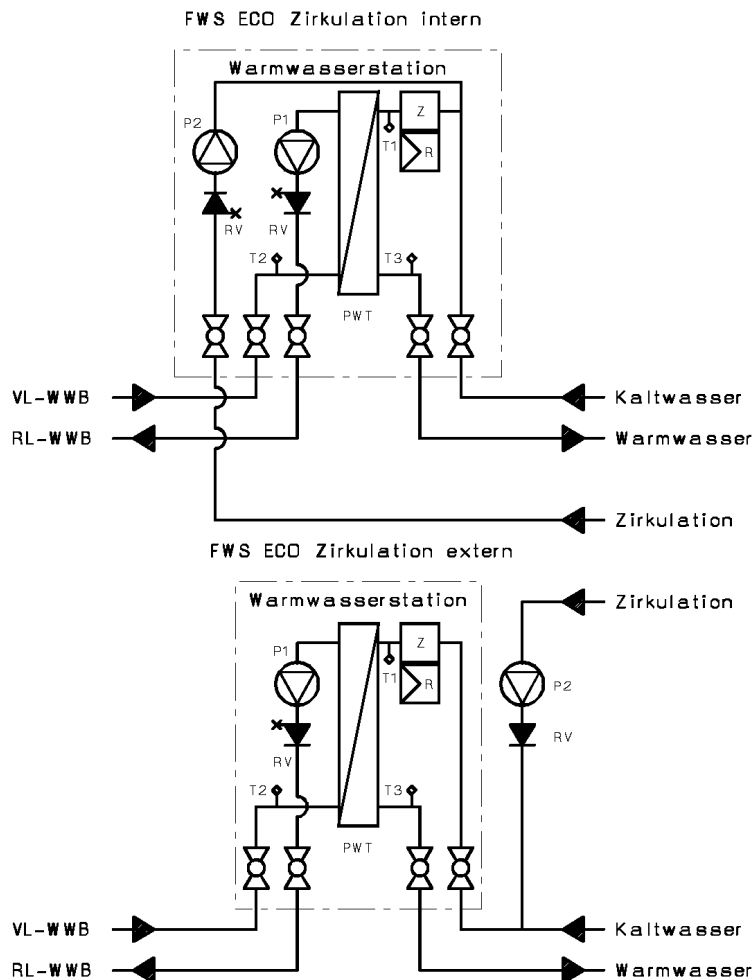 FWS ECO Zirkulation intern
Warmwasserstation
P2
P1
Z
T1
R
RV
RV
T2
T3
PWT
VL-WWB
Kaltwasser
RL-WWB
Warmwasser
Zirkulation
FWS ECO Zirkulation extern
Warmwasserstation
Zirkulation
P1
Z
T1
R
P2
RV
RV
T2
T3
PWT
VL-WWB
Kaltwasser
RL-WWB
Warmwasser